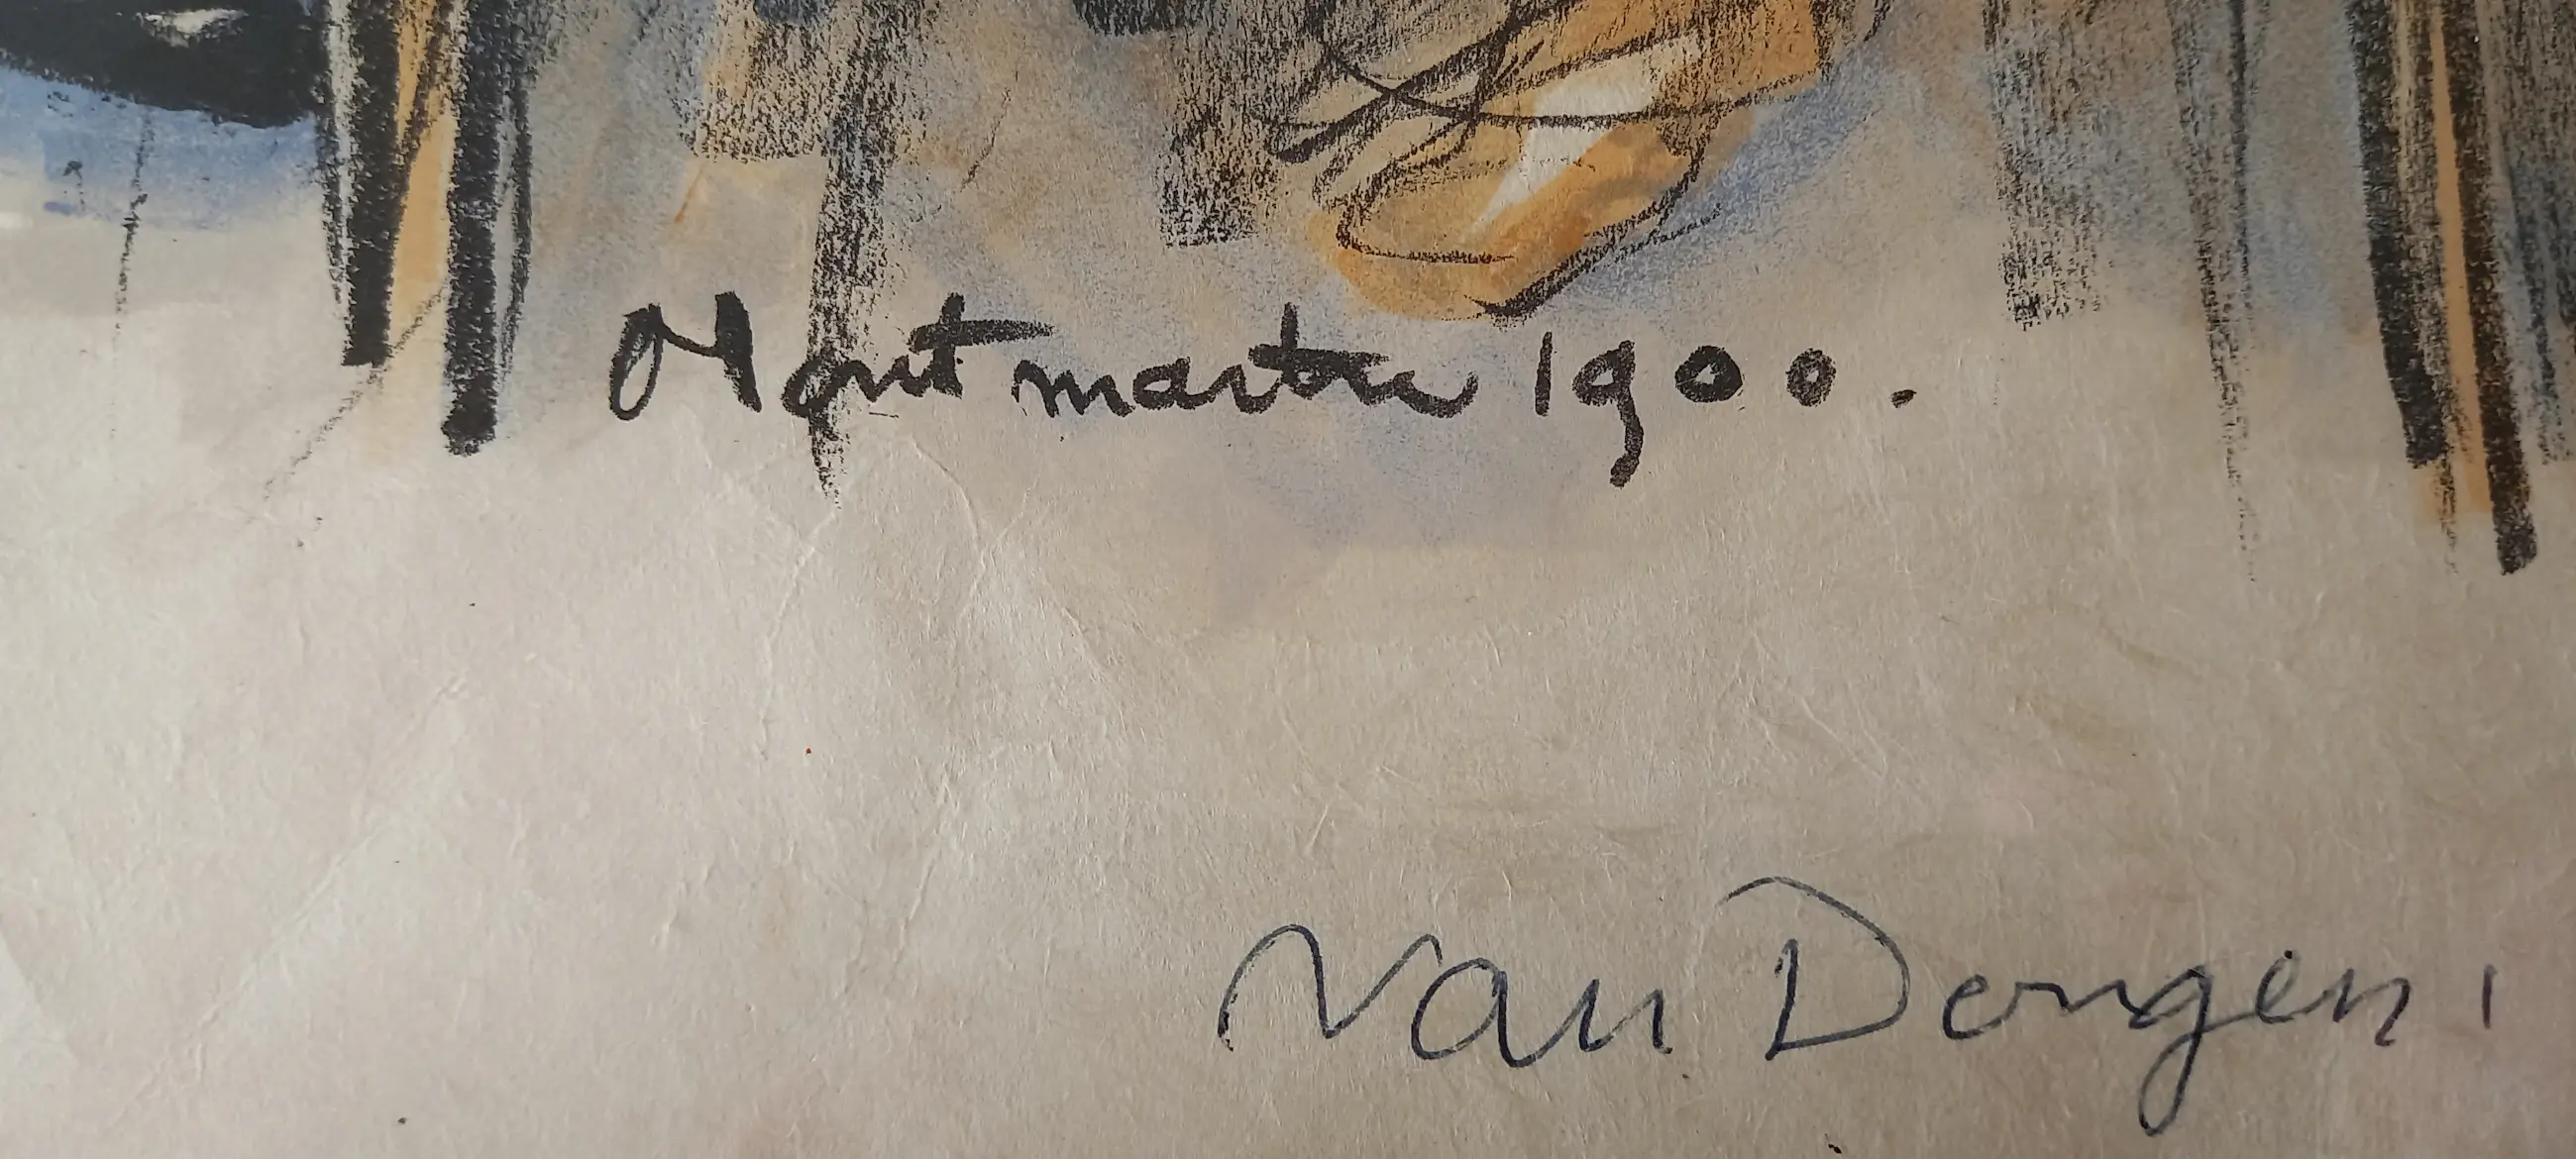 Montmartre 1900.
Van Dongen.